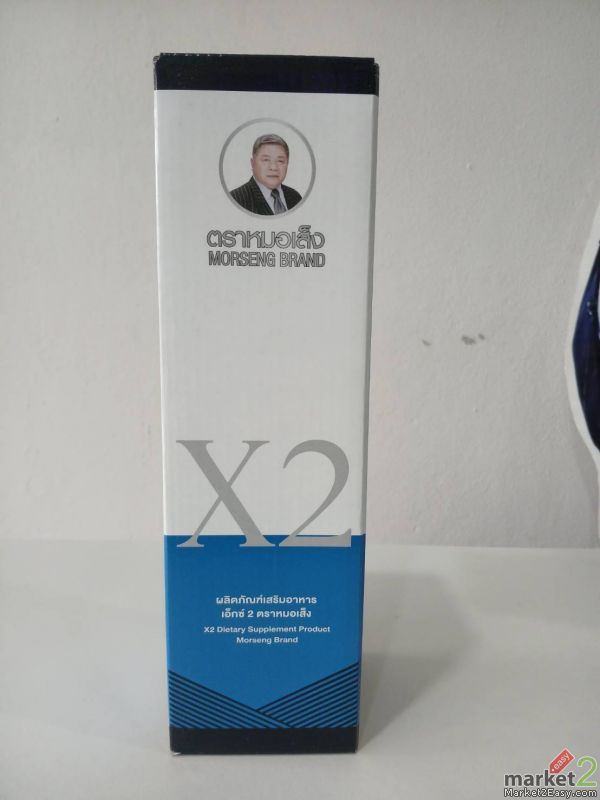 ตราหมอเส็ง
MORSENG BRAND
X2
ผลิตภัณฑ์เสริมอาหาร
เอ็กซ์ 2 ตราหมอเส็ง
X2 Dietary Supplement Product
Morseng Brand
easy
market2
Market2Easy.com